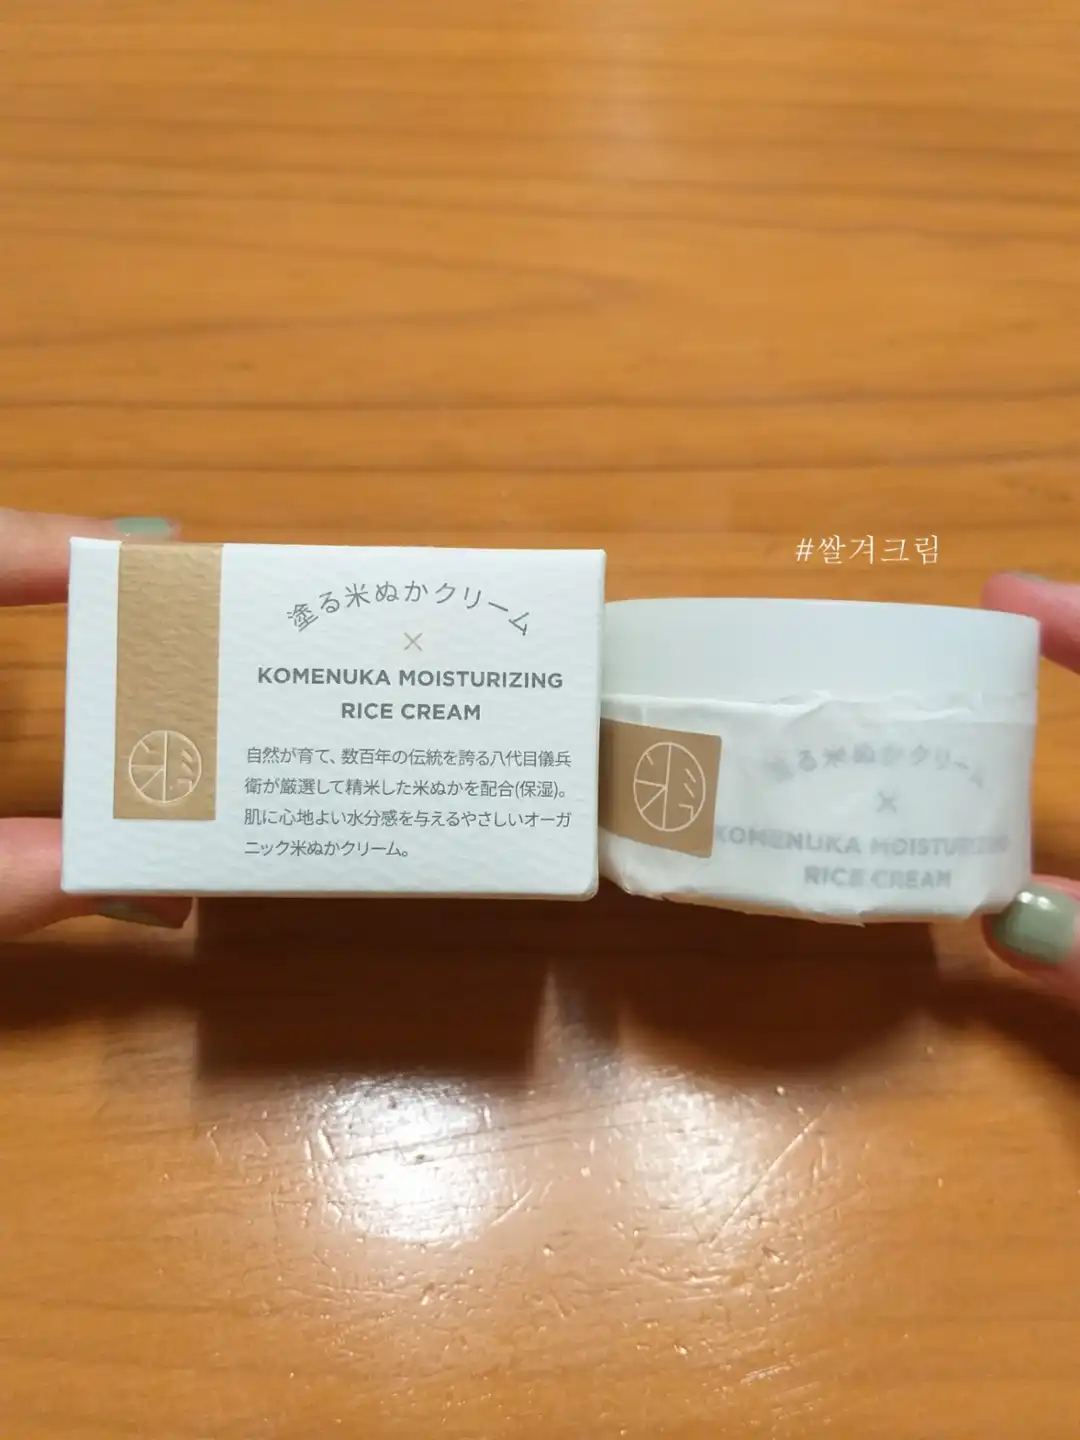 塗る米ぬかクリーム
×
KOMENUKA MOISTURIZING
RICE CREAM
自然が育て、数百年の伝統を誇る八代目儀兵
衛が厳選して精米した米ぬかを配合(保湿)。
肌に心地よい水分感を与えるやさしいオーガ
ニック米ぬかクリーム。
#쌀겨크림
塗る米ぬかクリーム
×
KOMENUKA MOISTURIZING
RICE CREAM